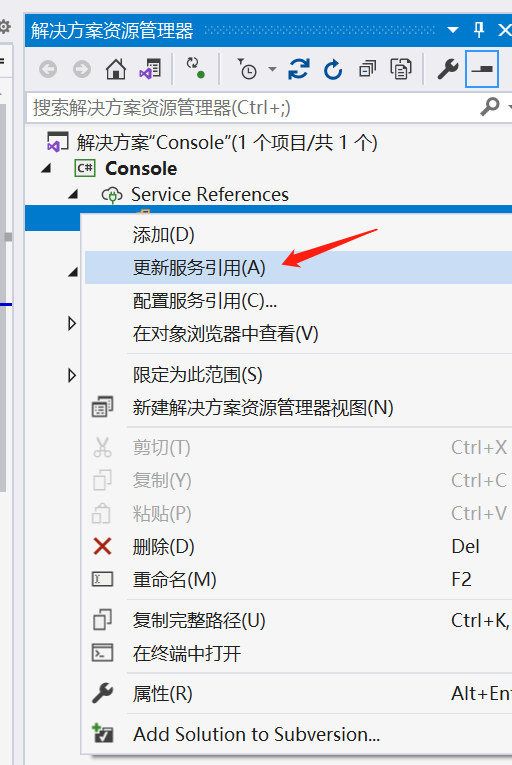 解决方案资源管理器
搜索解决方案资源管理器(Ctrl+;)
解决方案“Console”(1 个项目/共 1 个)
C# Console
Service References
添加(D)
更新服务引用(A)
配置服务引用(C)...
在对象浏览器中查看(V)
限定为此范围(S)
新建解决方案资源管理器视图(N)
剪切(T) Ctrl+X
复制(Y) Ctrl+C
粘贴(P) Ctrl+V
删除(D) Del
重命名(M) F2
复制完整路径(U) Ctrl+K,
在终端中打开
属性(R) Alt+Ent
Add Solution to Subversion...